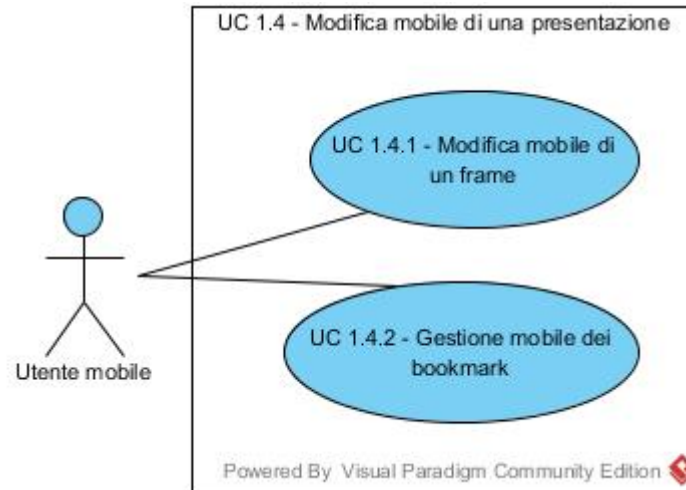 UC 1.4 - Modifica mobile di una presentazione
UC 1.4.1 - Modifica mobile di
un frame
Utente mobile
UC 1.4.2 - Gestione mobile dei
bookmark
Powered By Visual Paradigm Community Edition